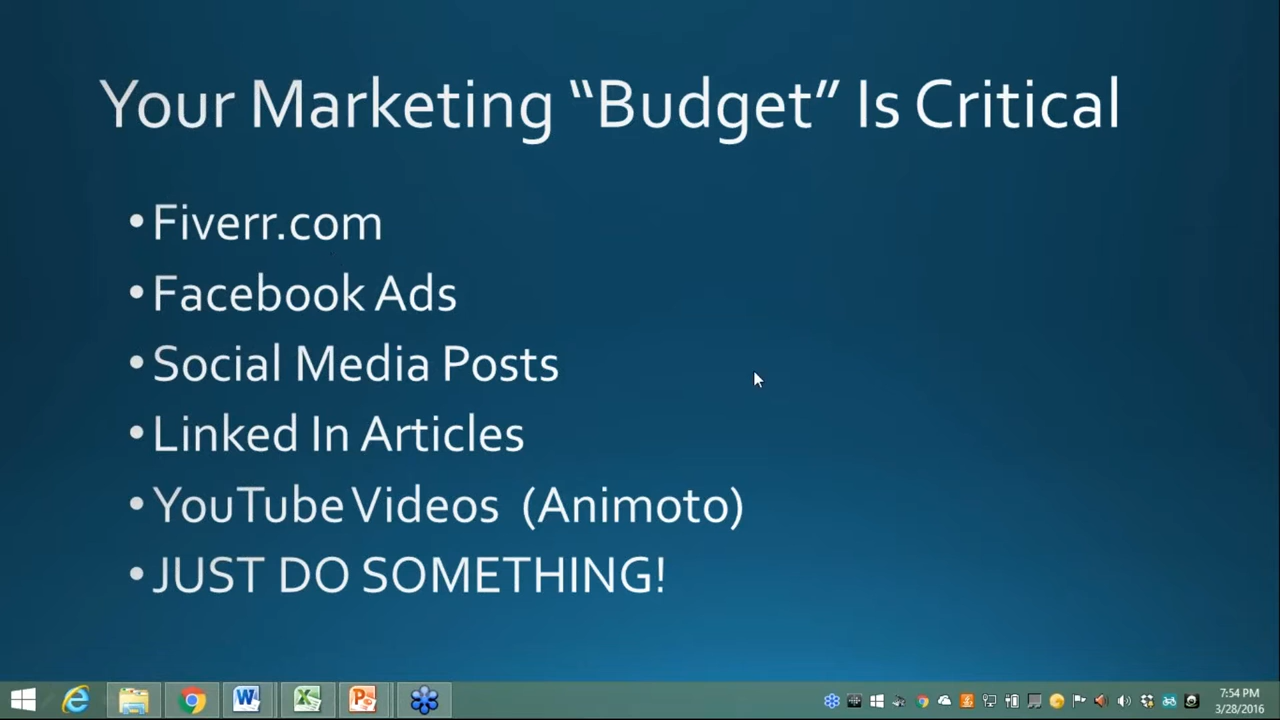 Your Marketing “Budget” Is Critical
•Fiverr.com
•Facebook Ads
•Social Media Posts
•Linked In Articles
•YouTube Videos (Animoto)
•JUST DO SOMETHING!
7:54 PM
3/28/2016